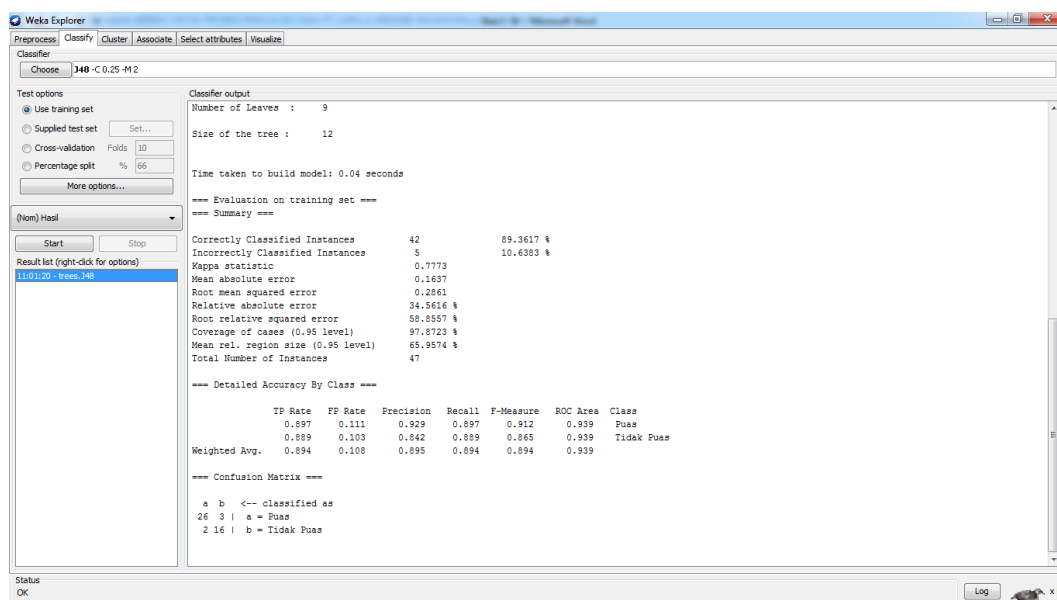 Weka Explorer
Preprocess Classify Cluster Associate Select attributes Visualize
Classifier
Choose J48 -C 0.25 -M 2
Test options
Use training set
Supplied test set Set...
Cross-validation Folds 10
Percentage split % 66
More options...
(Nom) Hasil
Start Stop
Result list (right-click for options)
11:01:20 - trees.J48
Classifier output
Number of Leaves : 9
Size of the tree : 12
Time taken to build model: 0.04 seconds
=== Evaluation on training set ===
=== Summary ===
Correctly Classified Instances 42 89.3617 %
Incorrectly Classified Instances 5 10.6383 %
Kappa statistic 0.7773
Mean absolute error 0.1637
Root mean squared error 0.2861
Relative absolute error 34.5616 %
Root relative squared error 58.8557 %
Coverage of cases (0.95 level) 97.8723 %
Mean rel. region size (0.95 level) 65.9574 %
Total Number of Instances 47
=== Detailed Accuracy By Class ===
TP Rate FP Rate Precision Recall F-Measure ROC Area Class
0.897 0.111 0.929 0.897 0.912 0.939 Puas
0.889 0.103 0.842 0.889 0.865 0.939 Tidak Puas
Weighted Avg. 0.894 0.108 0.895 0.894 0.894 0.939
=== Confusion Matrix ===
a b <-- classified as
26 3 | a = Puas
2 16 | b = Tidak Puas
Status
OK
Log
x